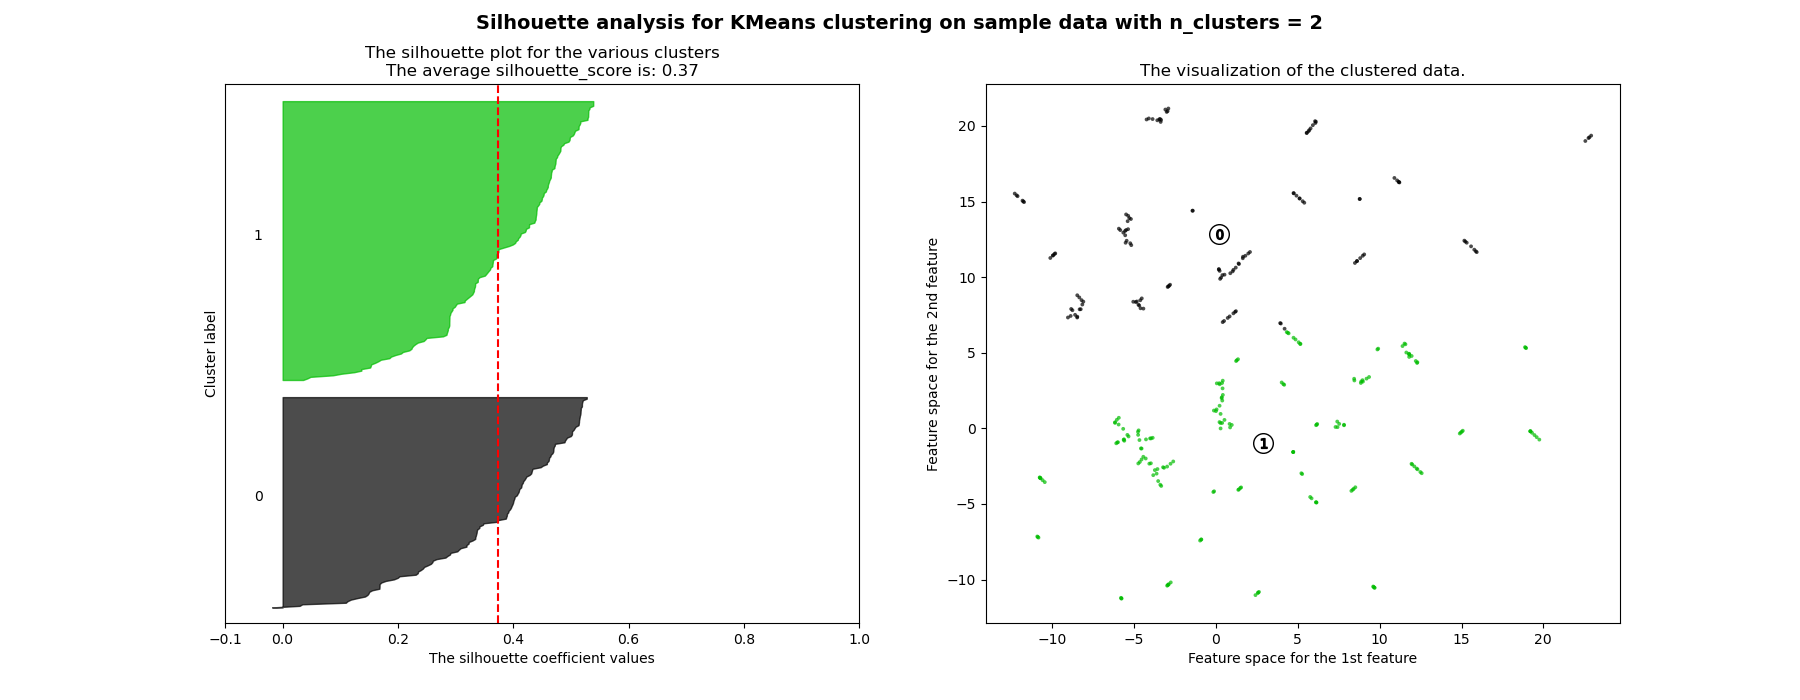 Silhouette analysis for KMeans clustering on sample data with n_clusters = 2
The silhouette plot for the various clusters
The average silhouette_score is: 0.37
1
0
Cluster label
−0.1 0.0 0.2 0.4 0.6 0.8 1.0
The silhouette coefficient values
The visualization of the clustered data.
20
15
10
5
0
−5
−10
Feature space for the 2nd feature
0
1
−10 −5 0 5 10 15 20
Feature space for the 1st feature